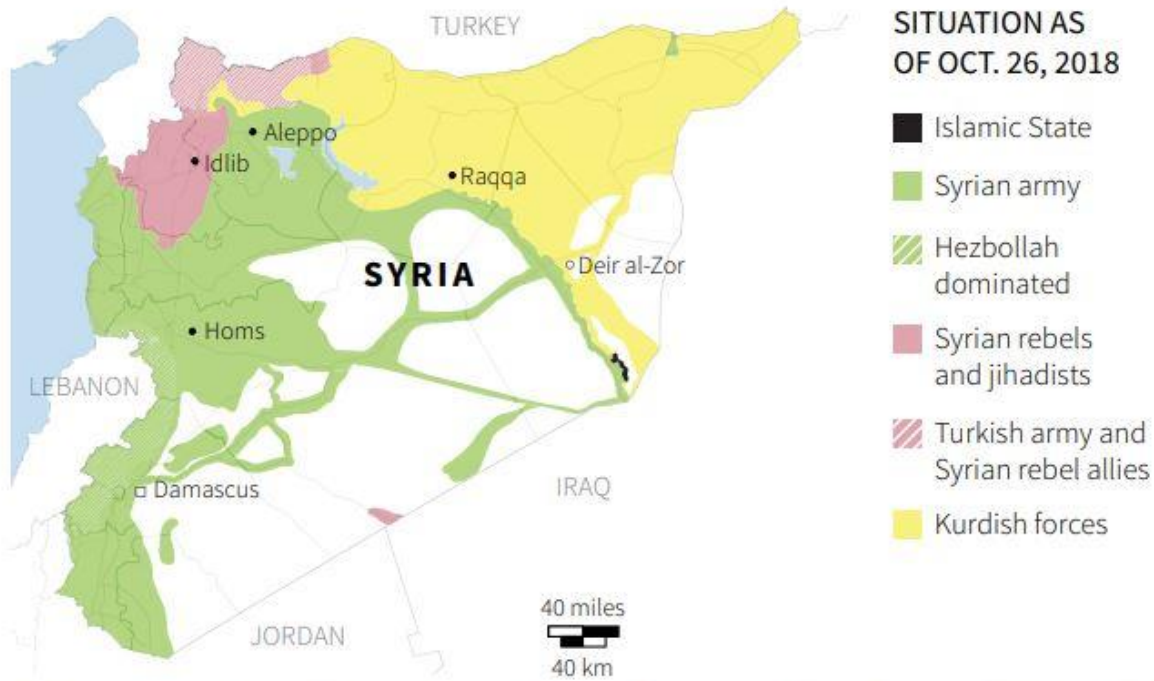 TURKEY
Aleppo
Idlib
Raqqa
SYRIA
Deir al-Zor
Homs
LEBANON
Damascus
IRAQ
JORDAN
40 miles
40 km
SITUATION AS
OF OCT. 26, 2018
Islamic State
Syrian army
Hezbollah
dominated
Syrian rebels
and jihadists
Turkish army and
Syrian rebel allies
Kurdish forces